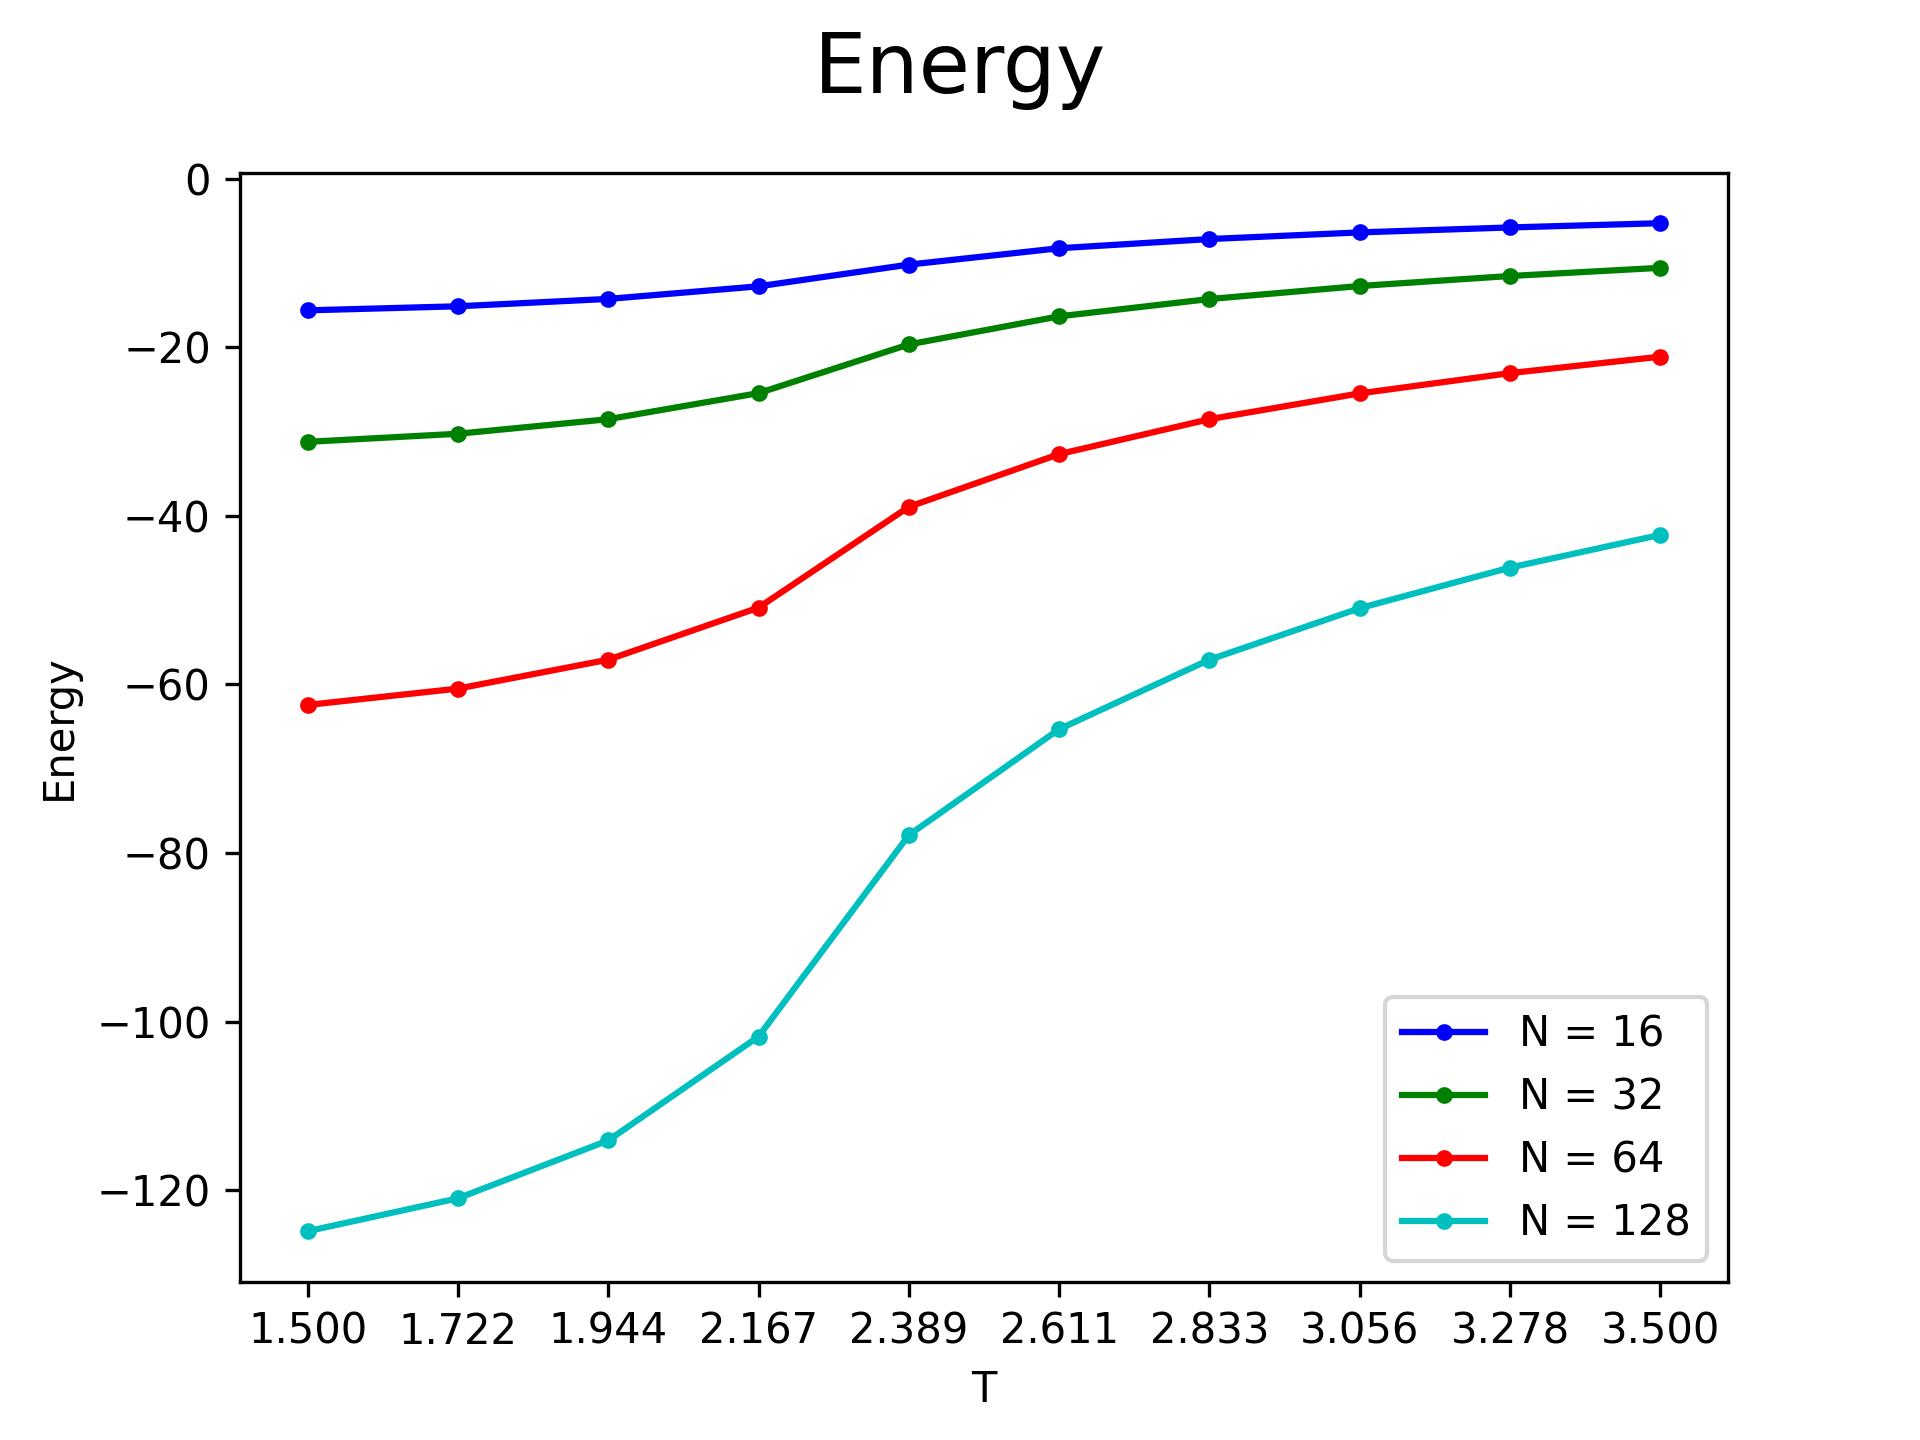 Energy
0
−20
−40
−60
−80
−100
−120
Energy
N = 16
N = 32
N = 64
N = 128
1.500 1.722 1.944 2.167 2.389 2.611 2.833 3.056 3.278 3.500
T